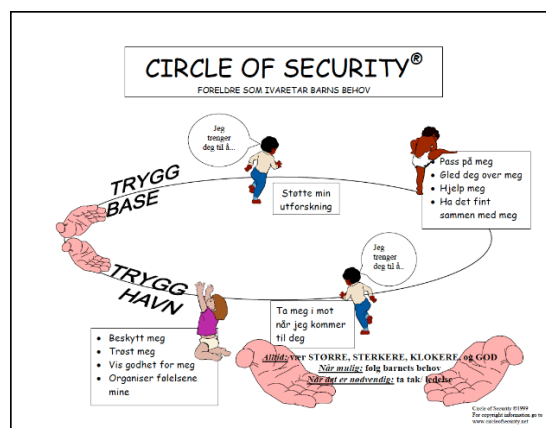 CIRCLE OF SECURITY®
FORELDRE SOM IVARETAR BARNS BEHOV
Jeg
trenger
deg til å...
TRYGG
BASE
Støtte min
utforskning
• Pass på meg
• Gled deg over meg
• Hjelp meg
• Ha det fint
sammen med meg
TRYGG
HAVN
Jeg
trenger
deg til å...
Ta meg i mot
når jeg kommer
til deg
• Beskytt meg
• Trøst meg
• Vis godhet for meg
• Organiser følelsene
mine
Alltid: vær STØRRE, STERKERE, KLOKERE, og GOD
Når mulig: følg barnets behov
Når det er nødvendig: ta tak/ ledelse
Circle of Security ©1999
For copyright information go to
www.circleofsecurity.net